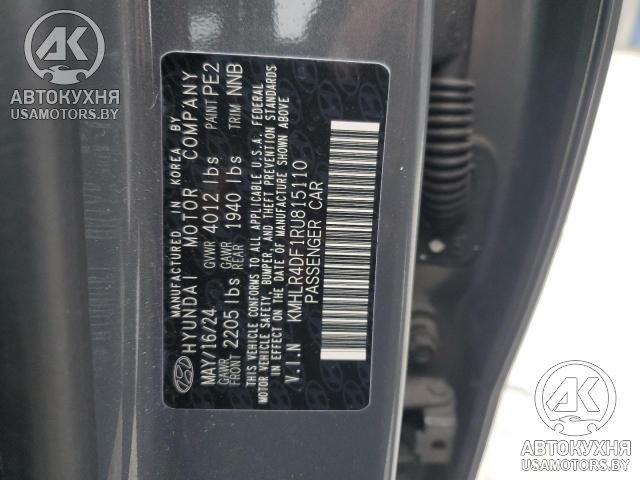 AK
АВТОКУХНЯ
USAMOTORS.BY
MANUFACTURED IN KOREA BY
HYUNDAI MOTOR COMPANY
MAY/16/24 GVWR 4012 lbs PAINT PE2
GAWR FRONT 2205 lbs GAWR REAR 1940 lbs TRIM NNB
THIS VEHICLE CONFORMS TO ALL APPLICABLE U.S.A. FEDERAL
MOTOR VEHICLE SAFETY, BUMPER, AND THEFT PREVENTION STANDARDS
IN EFFECT ON THE DATE OF MANUFACTURE SHOWN ABOVE
V.I.N KMHLR4DF1RU815110
PASSENGER CAR
AK
АВТОКУХНЯ
USAMOTORS.BY